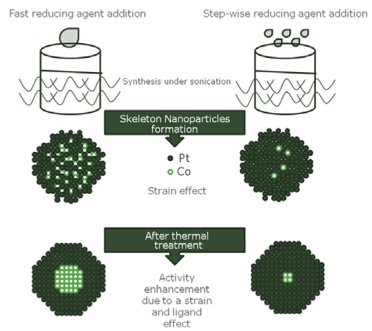 Fast reducing agent addition
Step-wise reducing agent addition
Synthesis under sonication
Skeleton Nanoparticles
formation
Pt
Co
Strain effect
After thermal
treatment
Activity
enhancement
due to a strain
and ligand
effect